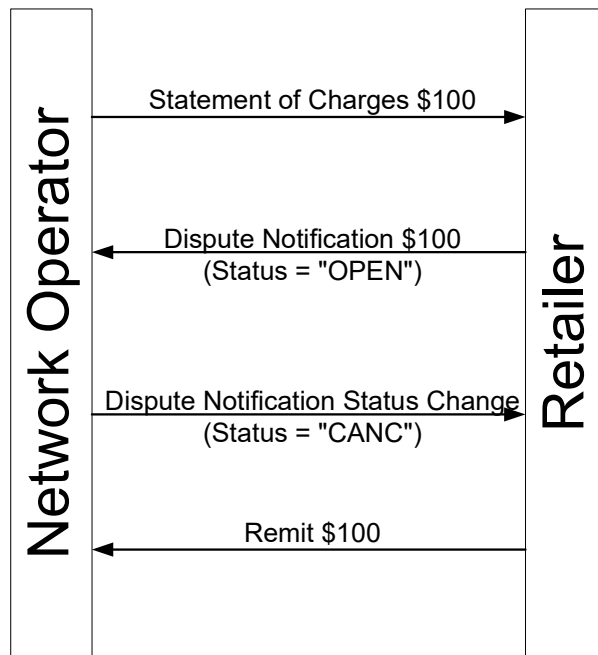 Network Operator
Retailer
Statement of Charges $100
Dispute Notification $100
(Status = "OPEN")
Dispute Notification Status Change
(Status = "CANC")
Remit $100